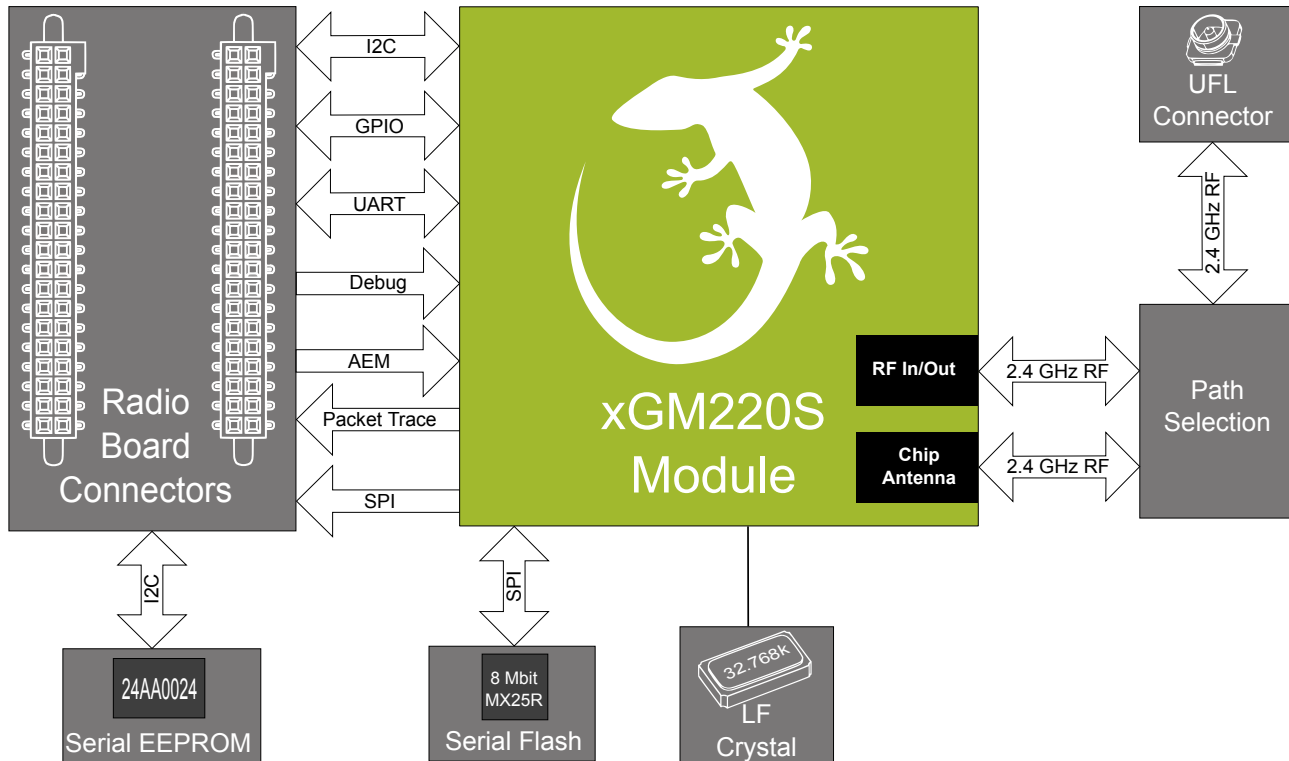 I2C
GPIO
UART
Debug
AEM
Packet Trace
SPI
Radio
Board
Connectors
xGM220S
Module
RF In/Out
Chip
Antenna
2.4 GHz RF
2.4 GHz RF
UFL
Connector
2.4 GHz RF
Path
Selection
I2C
24AA0024
Serial EEPROM
SPI
8 Mbit
MX25R
Serial Flash
32.768k
LF
Crystal